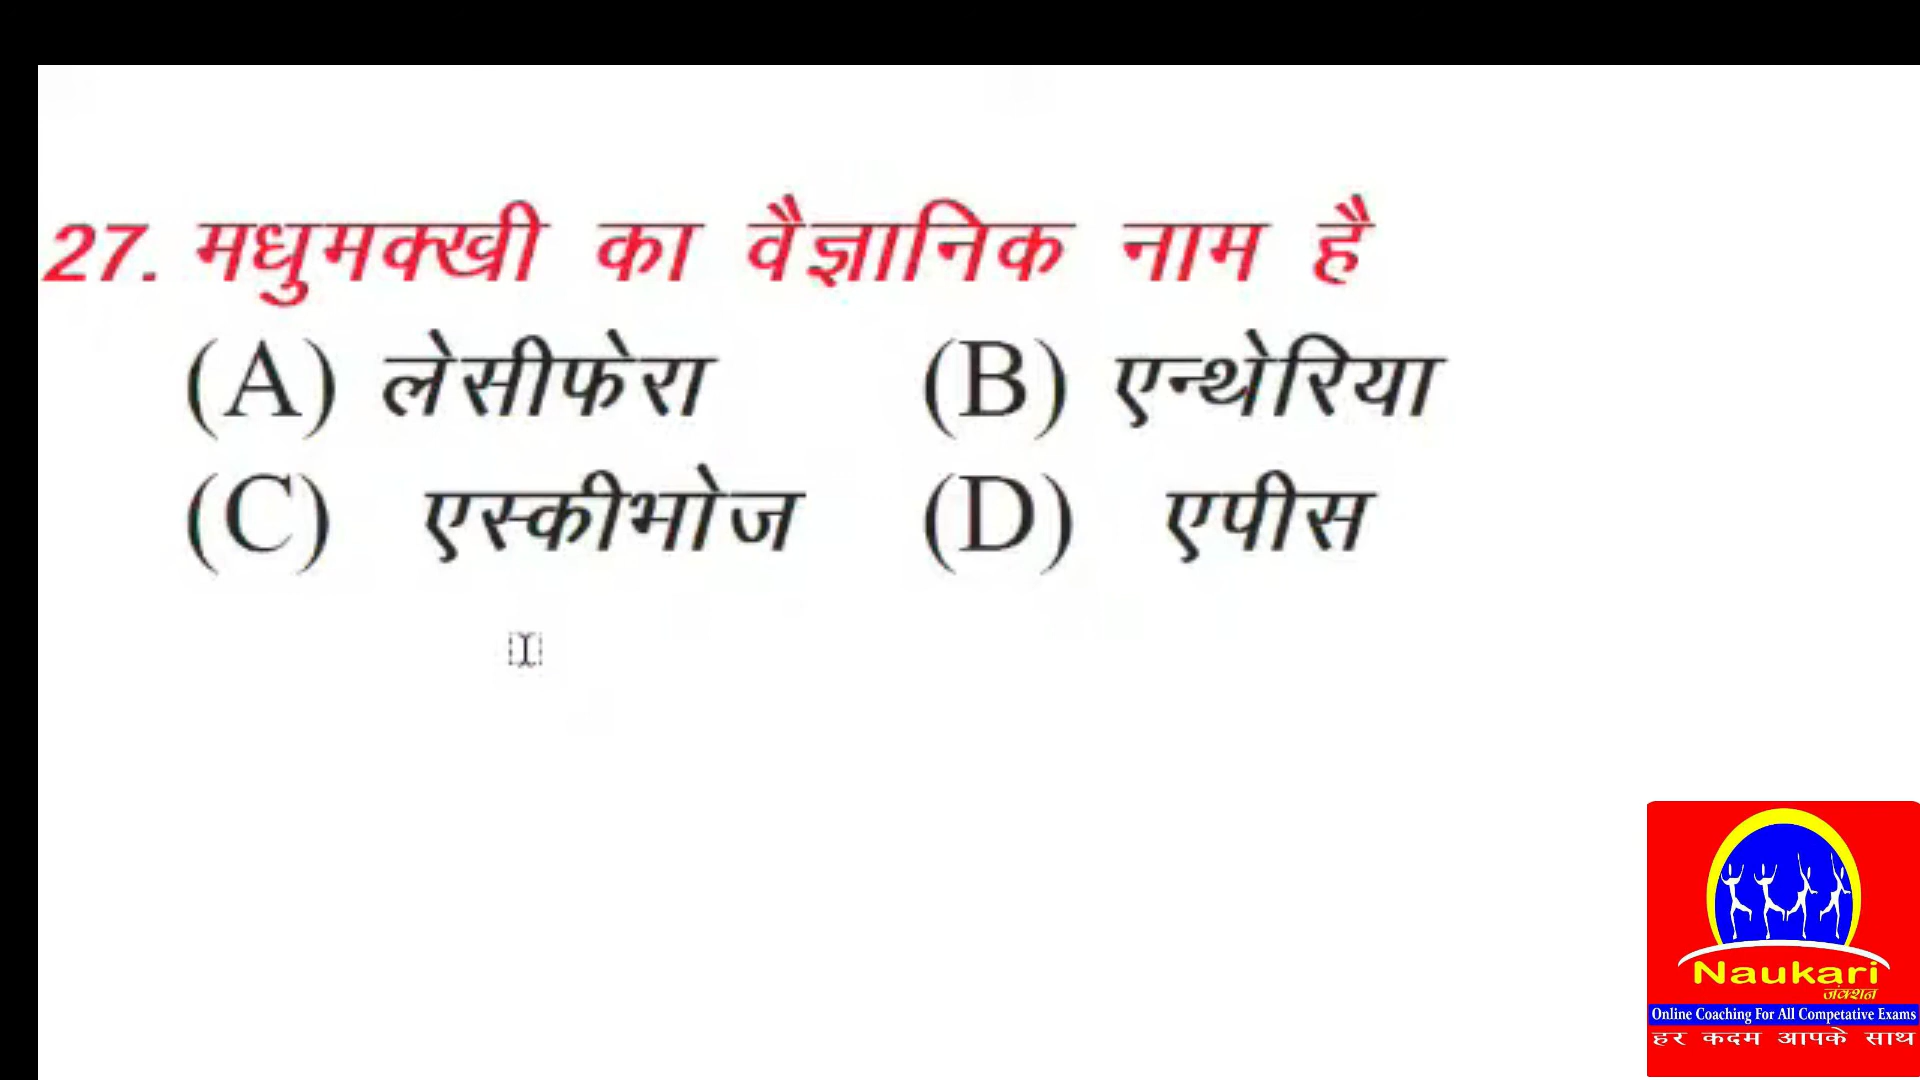 27. मधुमक्खी का वैज्ञानिक नाम है
(A) लेसीफेरा (B) एन्थेरिया
(C) एस्कीभोज (D) एपीस
Naukari
जंक्शन
Online Coaching For All Competative Exams
हर कदम आपके साथ